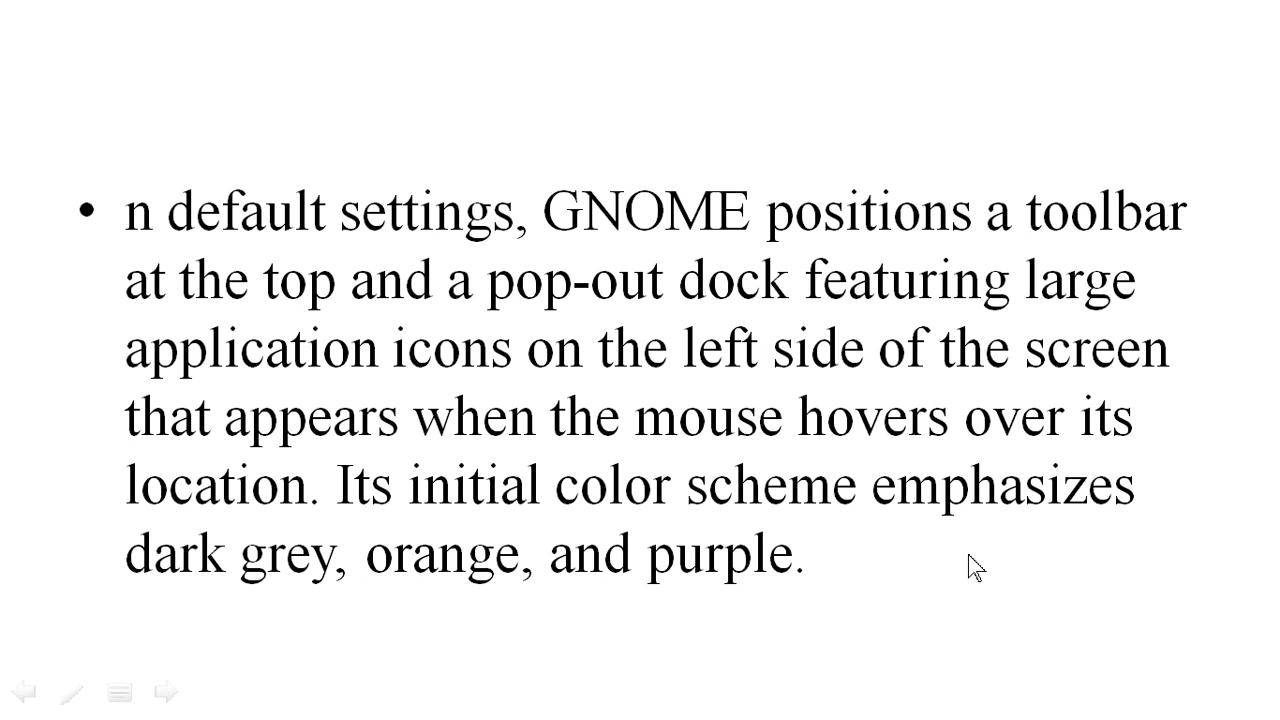 • n default settings, GNOME positions a toolbar
at the top and a pop-out dock featuring large
application icons on the left side of the screen
that appears when the mouse hovers over its
location. Its initial color scheme emphasizes
dark grey, orange, and purple.